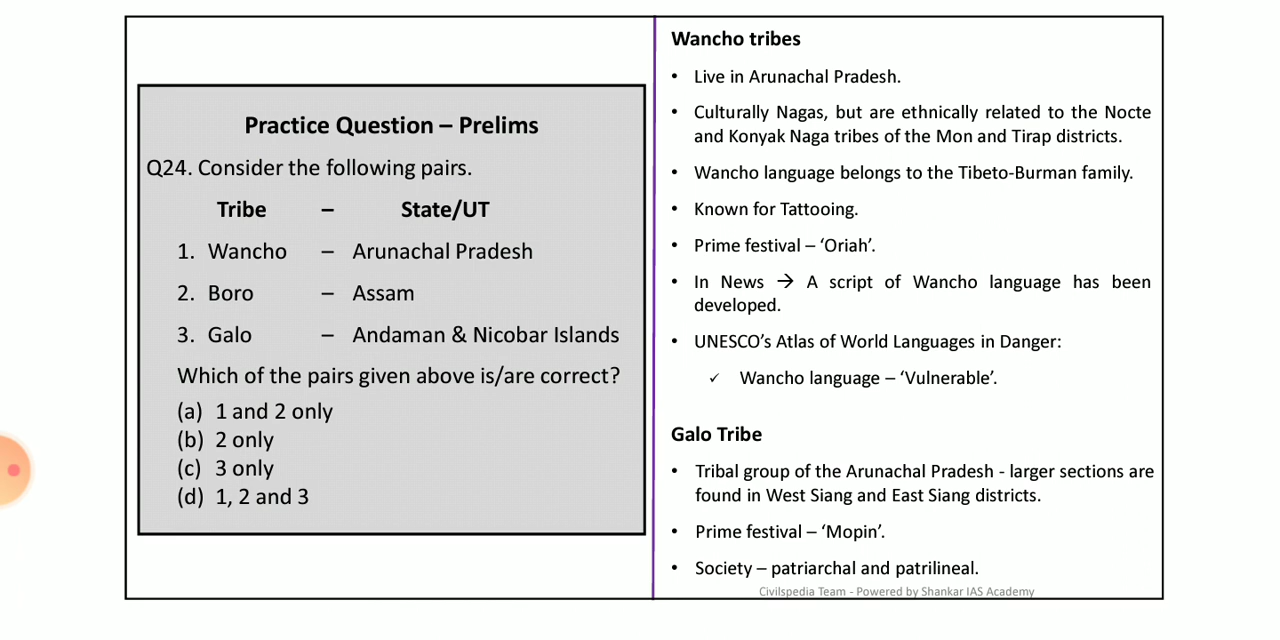 Practice Question – Prelims
Q24. Consider the following pairs.
Tribe – State/UT
1. Wancho – Arunachal Pradesh
2. Boro – Assam
3. Galo – Andaman & Nicobar Islands
Which of the pairs given above is/are correct?
(a) 1 and 2 only
(b) 2 only
(c) 3 only
(d) 1, 2 and 3
Wancho tribes
• Live in Arunachal Pradesh.
• Culturally Nagas, but are ethnically related to the Nocte
and Konyak Naga tribes of the Mon and Tirap districts.
• Wancho language belongs to the Tibeto-Burman family.
• Known for Tattooing.
• Prime festival – ‘Oriah’.
• In News → A script of Wancho language has been
developed.
• UNESCO’s Atlas of World Languages in Danger:
✓ Wancho language – ‘Vulnerable’.
Galo Tribe
• Tribal group of the Arunachal Pradesh - larger sections are
found in West Siang and East Siang districts.
• Prime festival – ‘Mopin’.
• Society – patriarchal and patrilineal.
Civilspedia Team - Powered by Shankar IAS Academy